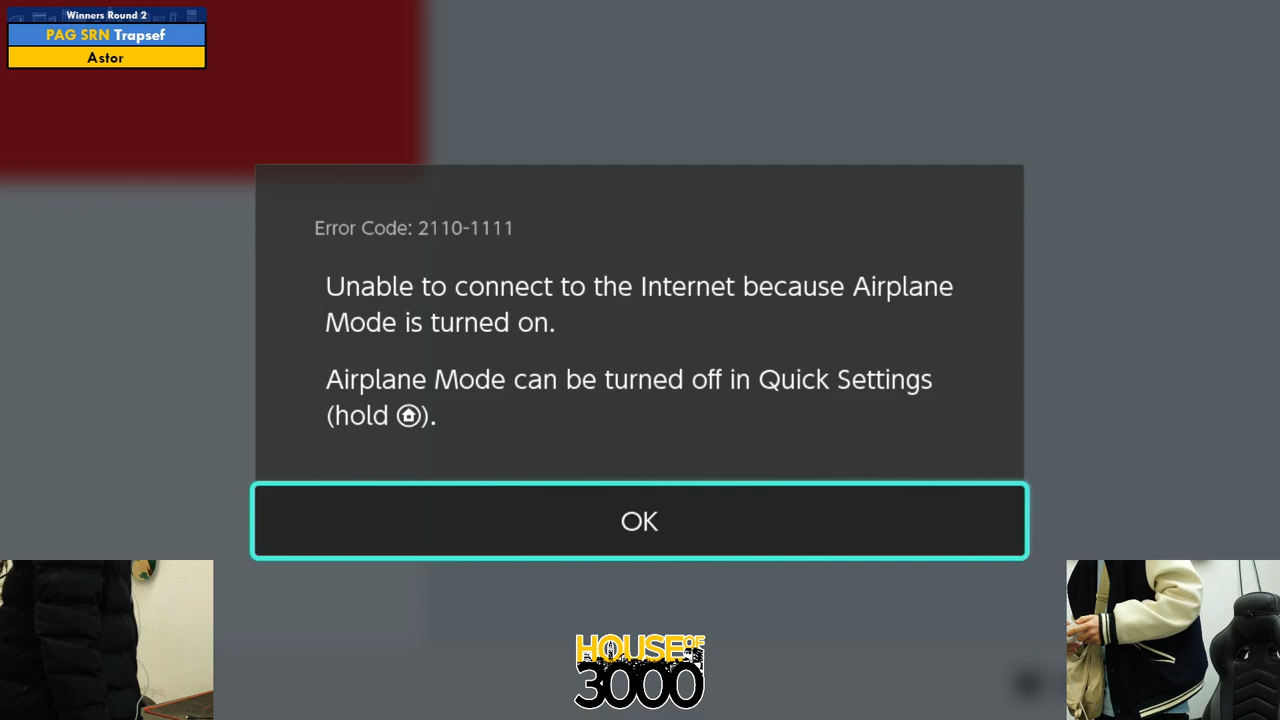 Winners Round 2
PAG SRN Trapsef
Astor
Error Code: 2110-1111
Unable to connect to the Internet because Airplane
Mode is turned on.
Airplane Mode can be turned off in Quick Settings
(hold ).
OK
HOUSE OF
3000